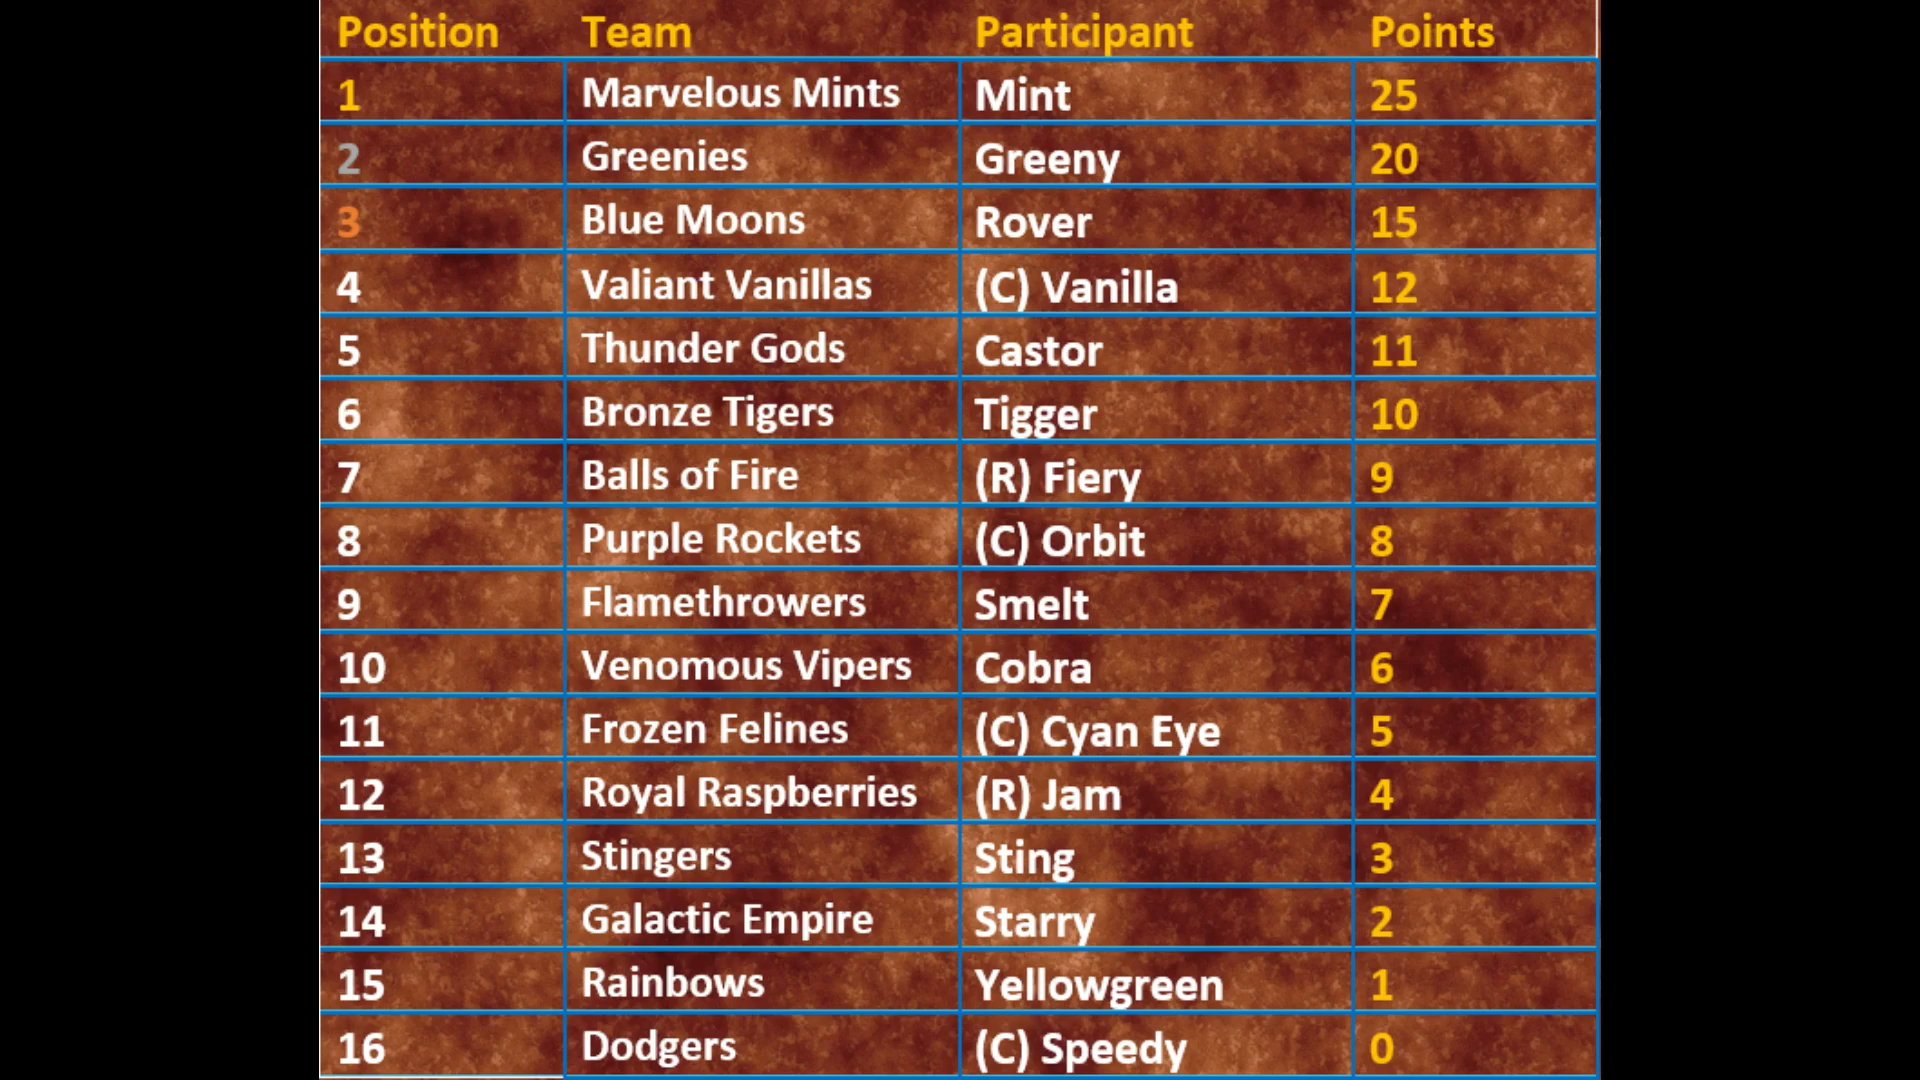 Position Team Participant Points
1 Marvelous Mints Mint 25
2 Greenies Greeny 20
3 Blue Moons Rover 15
4 Valiant Vanillas (C) Vanilla 12
5 Thunder Gods Castor 11
6 Bronze Tigers Tigger 10
7 Balls of Fire (R) Fiery 9
8 Purple Rockets (C) Orbit 8
9 Flamethrowers Smelt 7
10 Venomous Vipers Cobra 6
11 Frozen Felines (C) Cyan Eye 5
12 Royal Raspberries (R) Jam 4
13 Stingers Sting 3
14 Galactic Empire Starry 2
15 Rainbows Yellowgreen 1
16 Dodgers (C) Speedy 0